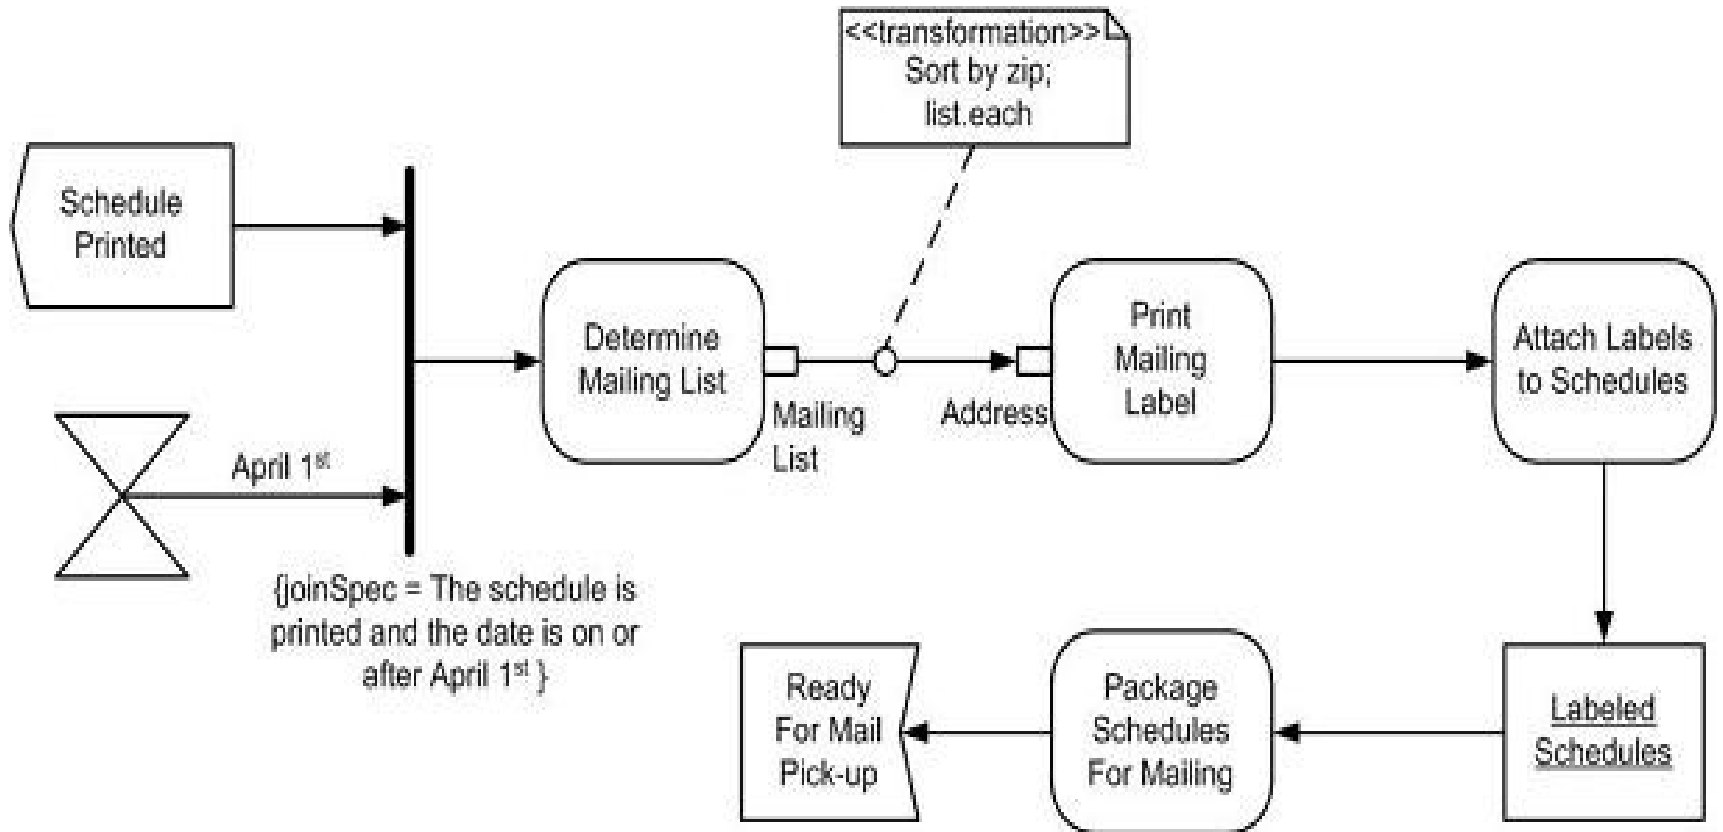 <<transformation>>
Sort by zip;
list.each
Schedule
Printed
Determine
Mailing List
Mailing
List
Address
Print
Mailing
Label
Attach Labels
to Schedules
April 1st
{joinSpec = The schedule is
printed and the date is on or
after April 1st }
Ready
For Mail
Pick-up
Package
Schedules
For Mailing
Labeled
Schedules